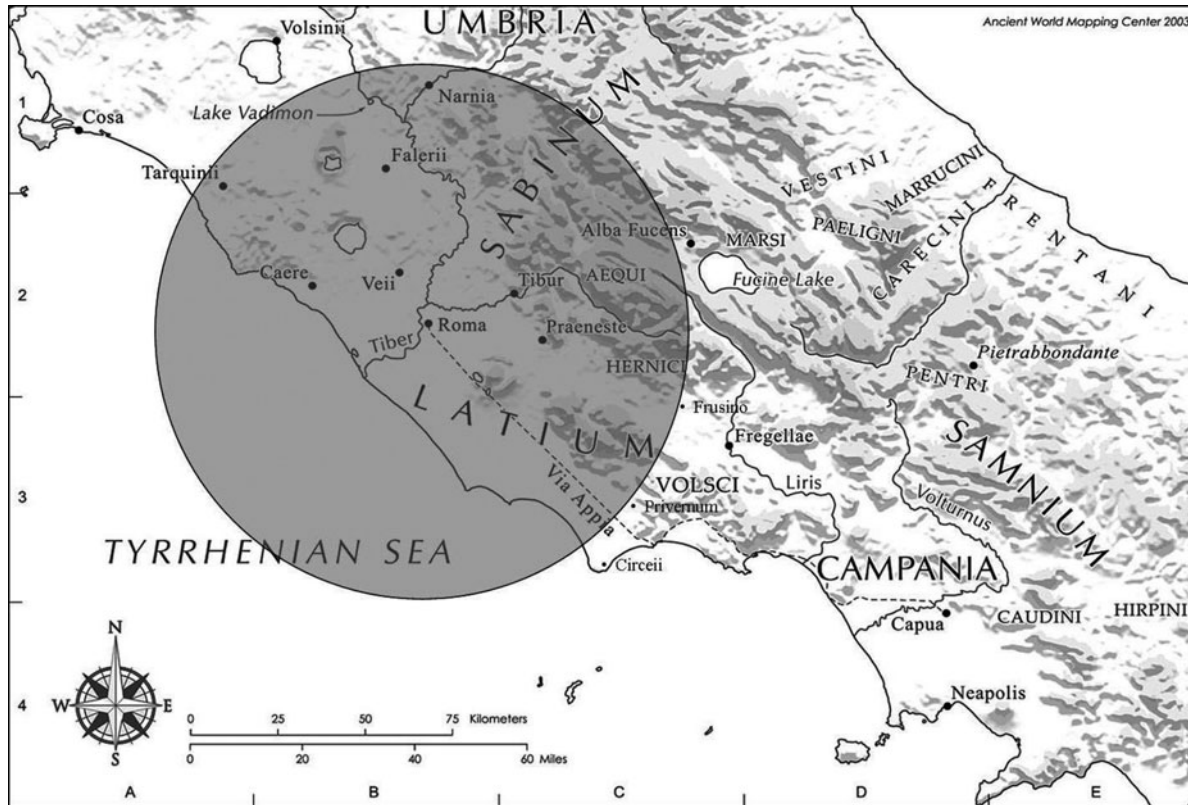 Volsinii
UMBRIA
Ancient World Mapping Center 2003
1
Cosa
Lake Vadimon
Narnia
SABINUM
Tarquinii
Falerii
VESTINI
MARRUCINI
FRENTANI
PAELIGNI
CARECINI
Alba Fucens
MARSI
2
Caere
Veii
Tibur
AEQUI
Fucine Lake
Tiber
Roma
Praeneste
HERNICI
Pietrabbondante
PENTRI
LATIUM
Frusino
Fregellae
SAMNIUM
3
Via Appia
VOLSCI
Liris
Privernum
Volturnus
TYRRHENIAN SEA
Circeii
CAMPANIA
Capua
CAUDINI
HIRPINI
N
W
E
S
4
Neapolis
0 25 50 75 Kilometers
0 20 40 60 Miles
A B C D E